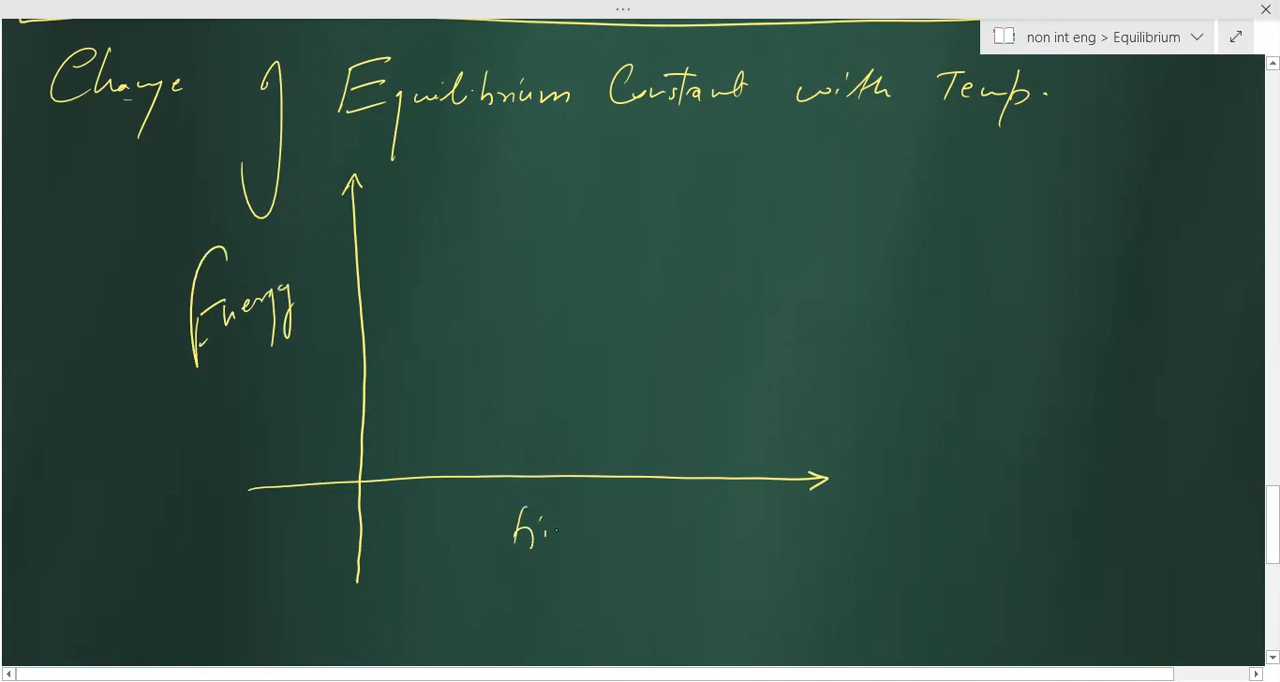 non int eng > Equilibrium
Change of Equilibrium Constant with Temp.
Energy